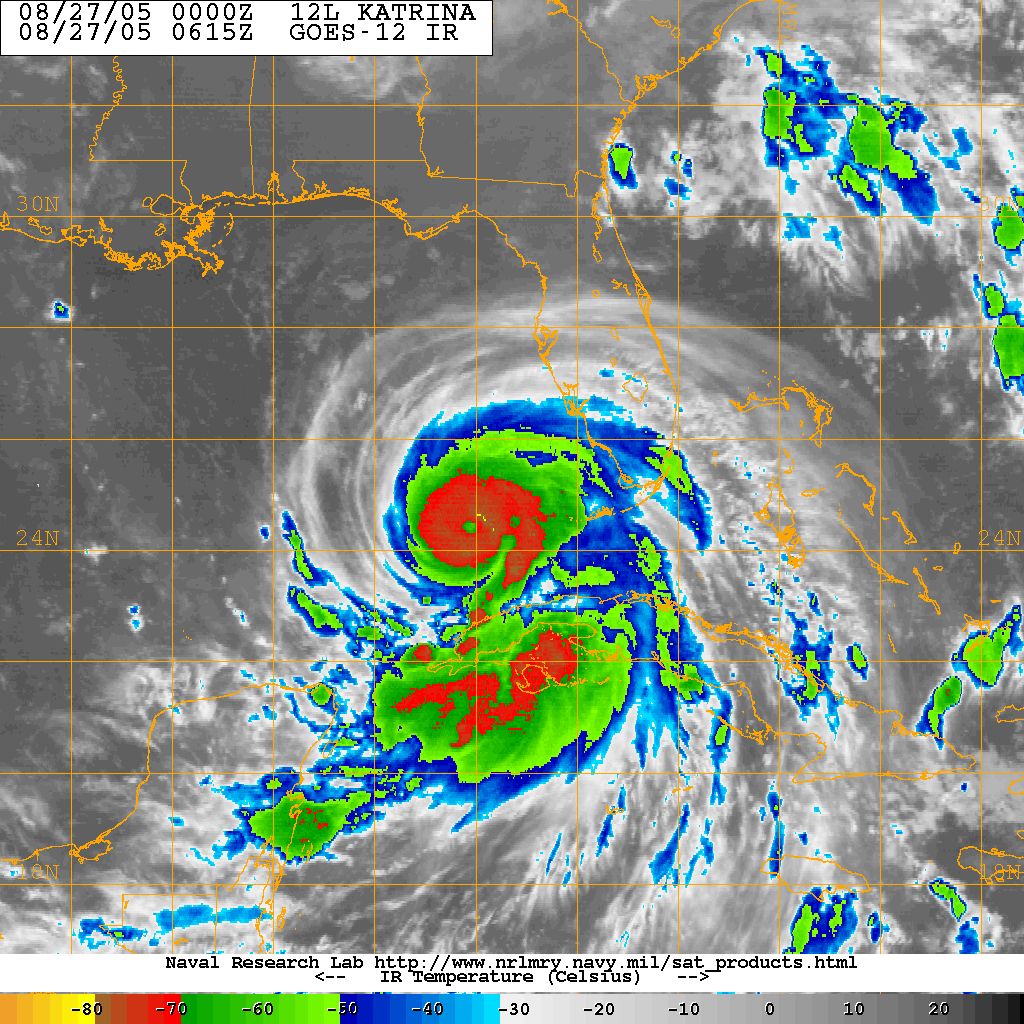 08/27/05 0000Z 12L KATRINA
08/27/05 0615Z GOES-12 IR
30N
24N 24N
18N 18N
Naval Research Lab http://www.nrlmry.navy.mil/sat_products.html
<-- IR Temperature (Celsius) -->
-80 -70 -60 -50 -40 -30 -20 -10 0 10 20